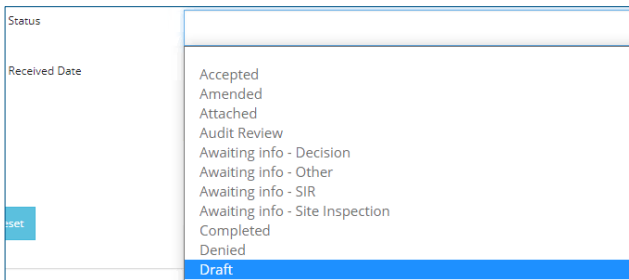 Status
Received Date
Accepted
Amended
Attached
Audit Review
Awaiting info - Decision
Awaiting info - Other
Awaiting info - SIR
Awaiting info - Site Inspection
Completed
eset
Denied
Draft